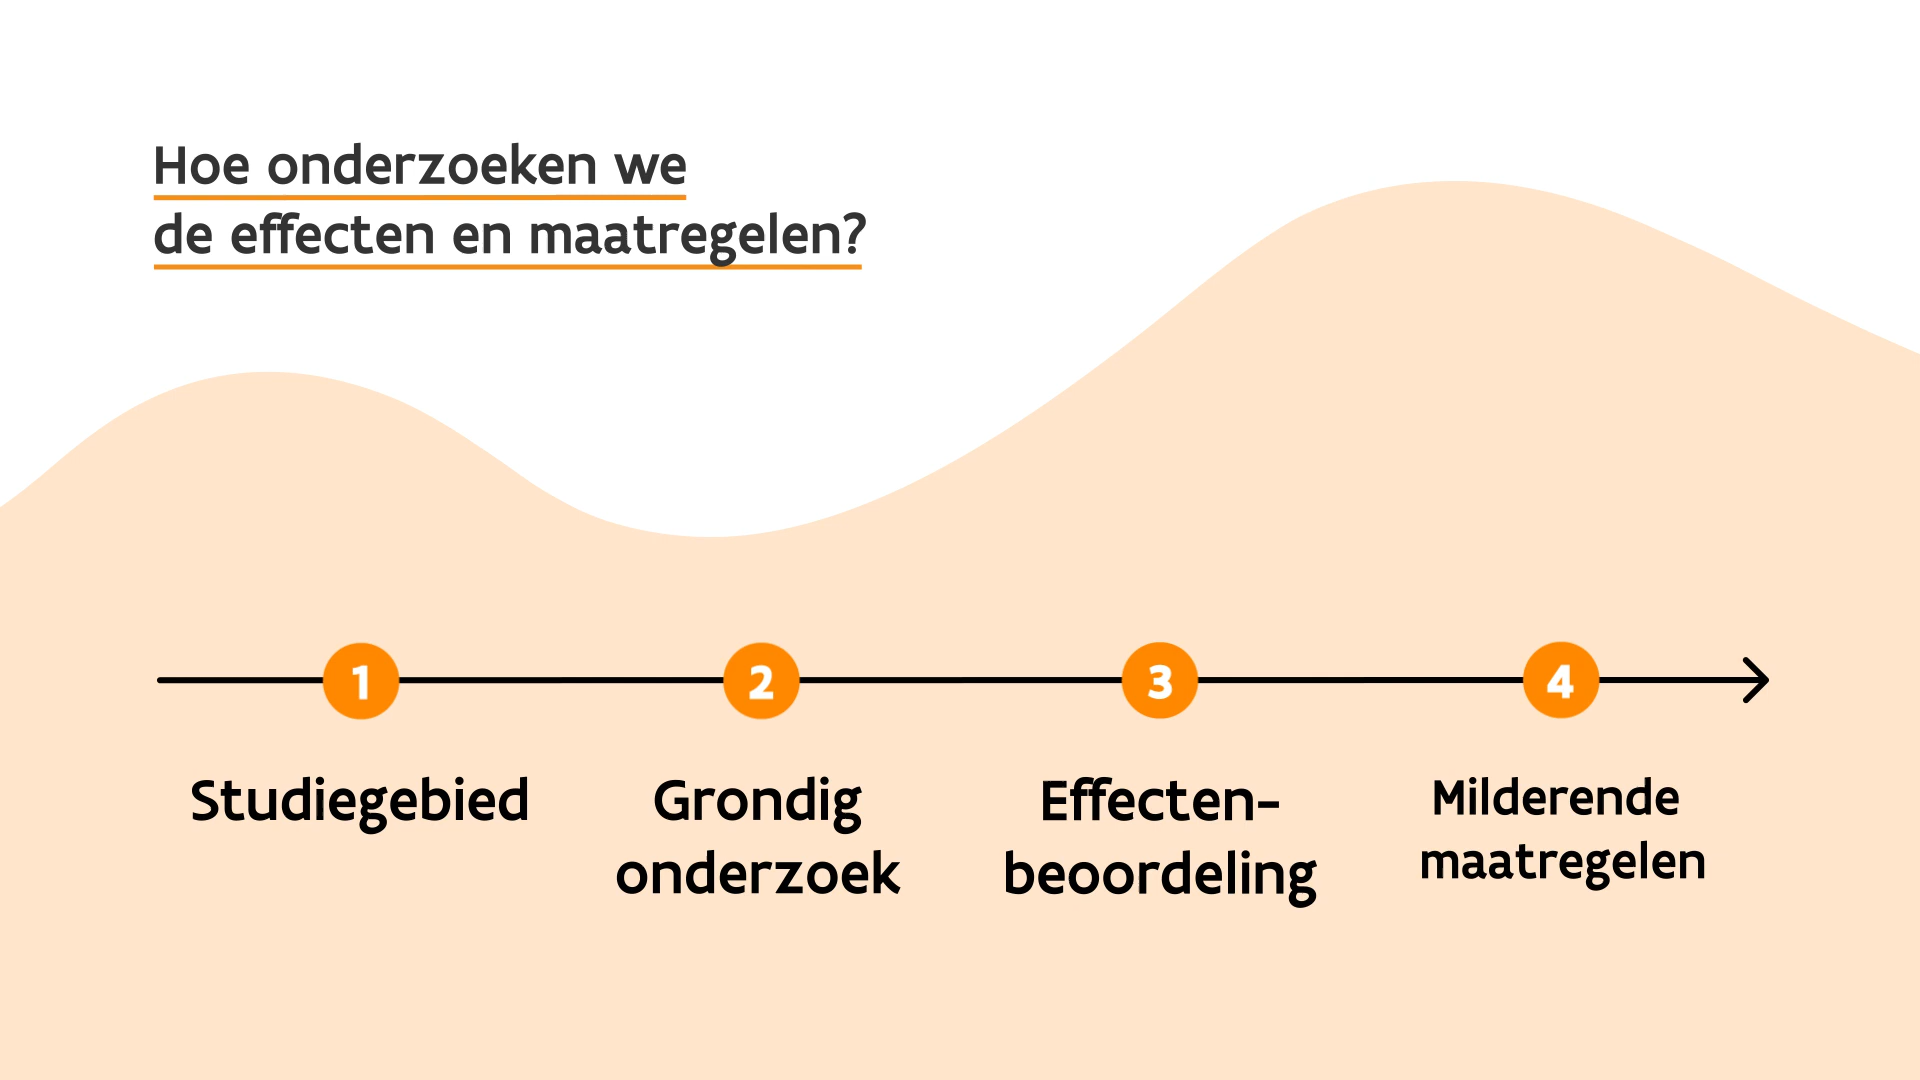 Hoe onderzoeken we
de effecten en maatregelen?
1
2
3
4
Studiegebied
Grondig
onderzoek
Effecten-
beoordeling
Milderende
maatregelen